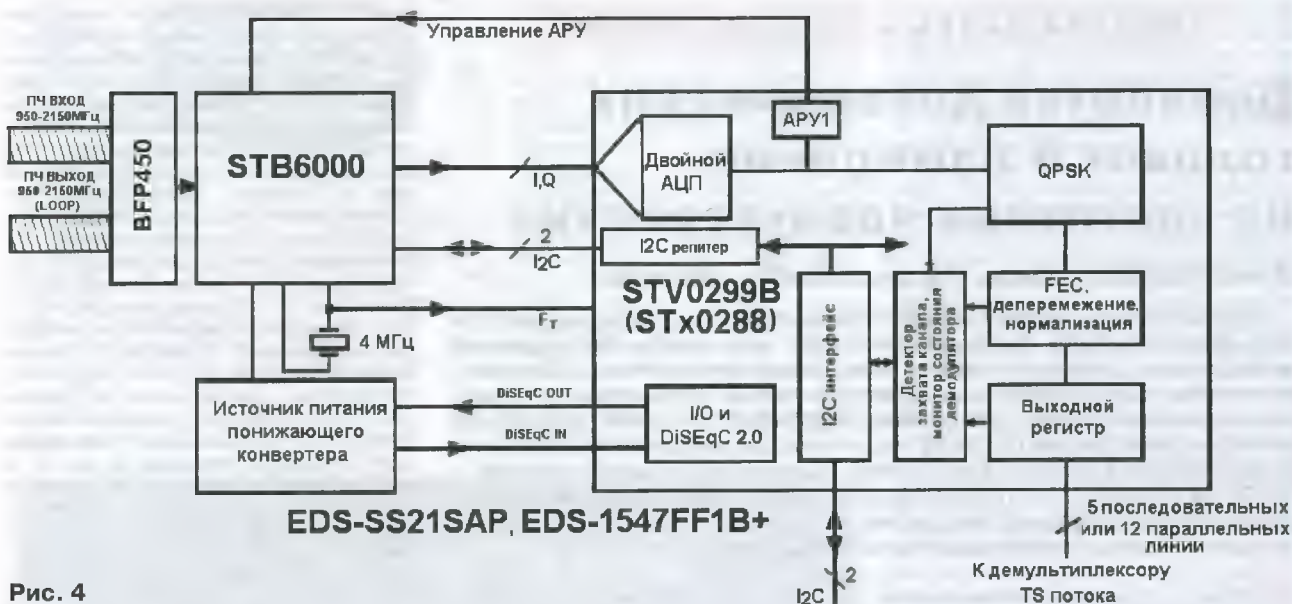 Управление АРУ
ПЧ ВХОД
950-2150МГц
ПЧ ВЫХОД
950-2150МГц
(LOOP)
BFP450
STB6000
I,Q
2
I2C
FT
4 МГц
Источник питания
понижающего
конвертера
DiSEqC OUT
DiSEqC IN
АРУ1
Двойной
АЦП
QPSK
I2C репитер
STV0299B
(STx0288)
I2C интерфейс
Детектор
захвата канала,
монитор состояния
демодулятора
FEC,
деперемежение,
нормализация
Выходной
регистр
I/O и
DiSEqC 2.0
EDS-SS21SAP, EDS-1547FF1B+
2
I2C
5 последовательных
или 12 параллельных
линии
К демультиплексору
TS потока
Рис. 4